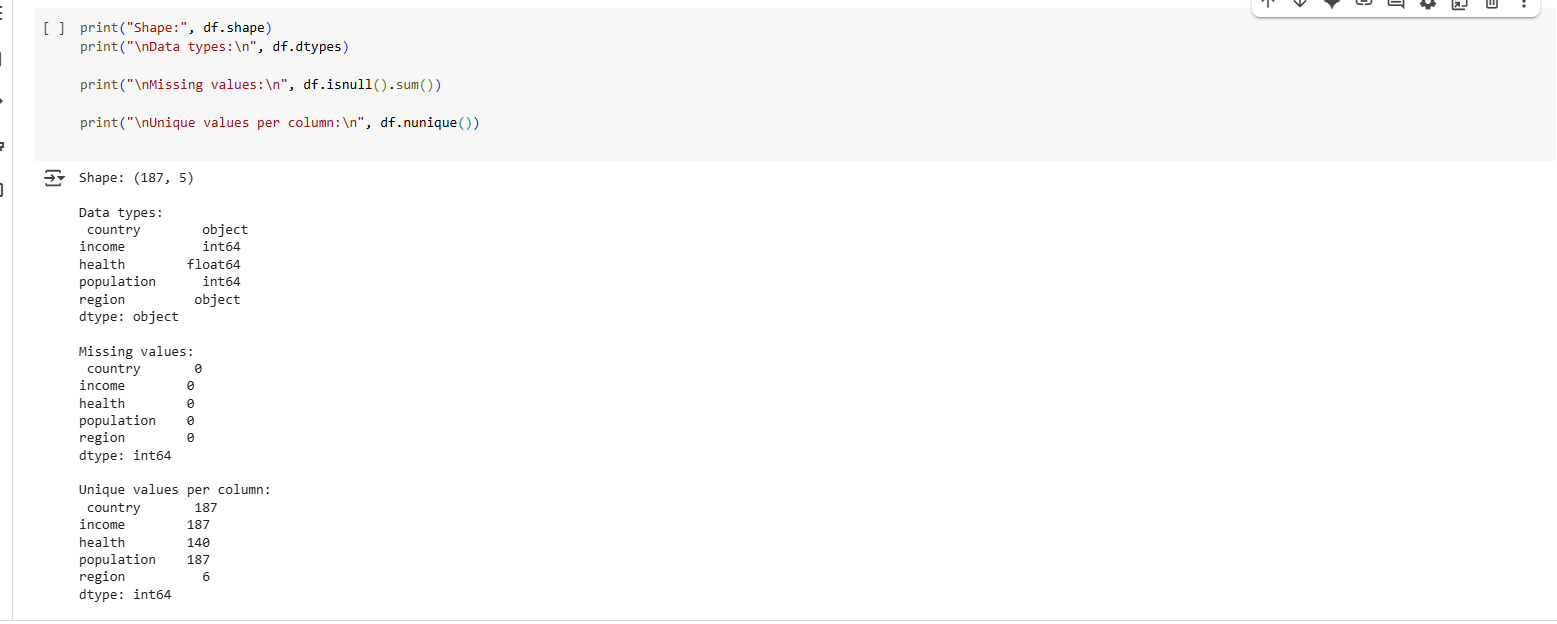 [ ] print("Shape:", df.shape)
print("\nData types:\n", df.dtypes)
print("\nMissing values:\n", df.isnull().sum())
print("\nUnique values per column:\n", df.nunique())
Shape: (187, 5)
Data types:
country object
income int64
health float64
population int64
region object
dtype: object
Missing values:
country 0
income 0
health 0
population 0
region 0
dtype: int64
Unique values per column:
country 187
income 187
health 140
population 187
region 6
dtype: int64